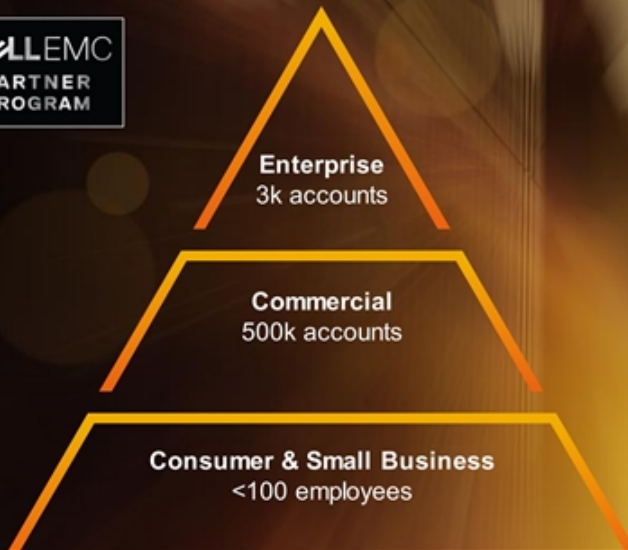 LLEMC
ARTNER
ROGRAM
Enterprise
3k accounts
Commercial
500k accounts
Consumer & Small Business
<100 employees